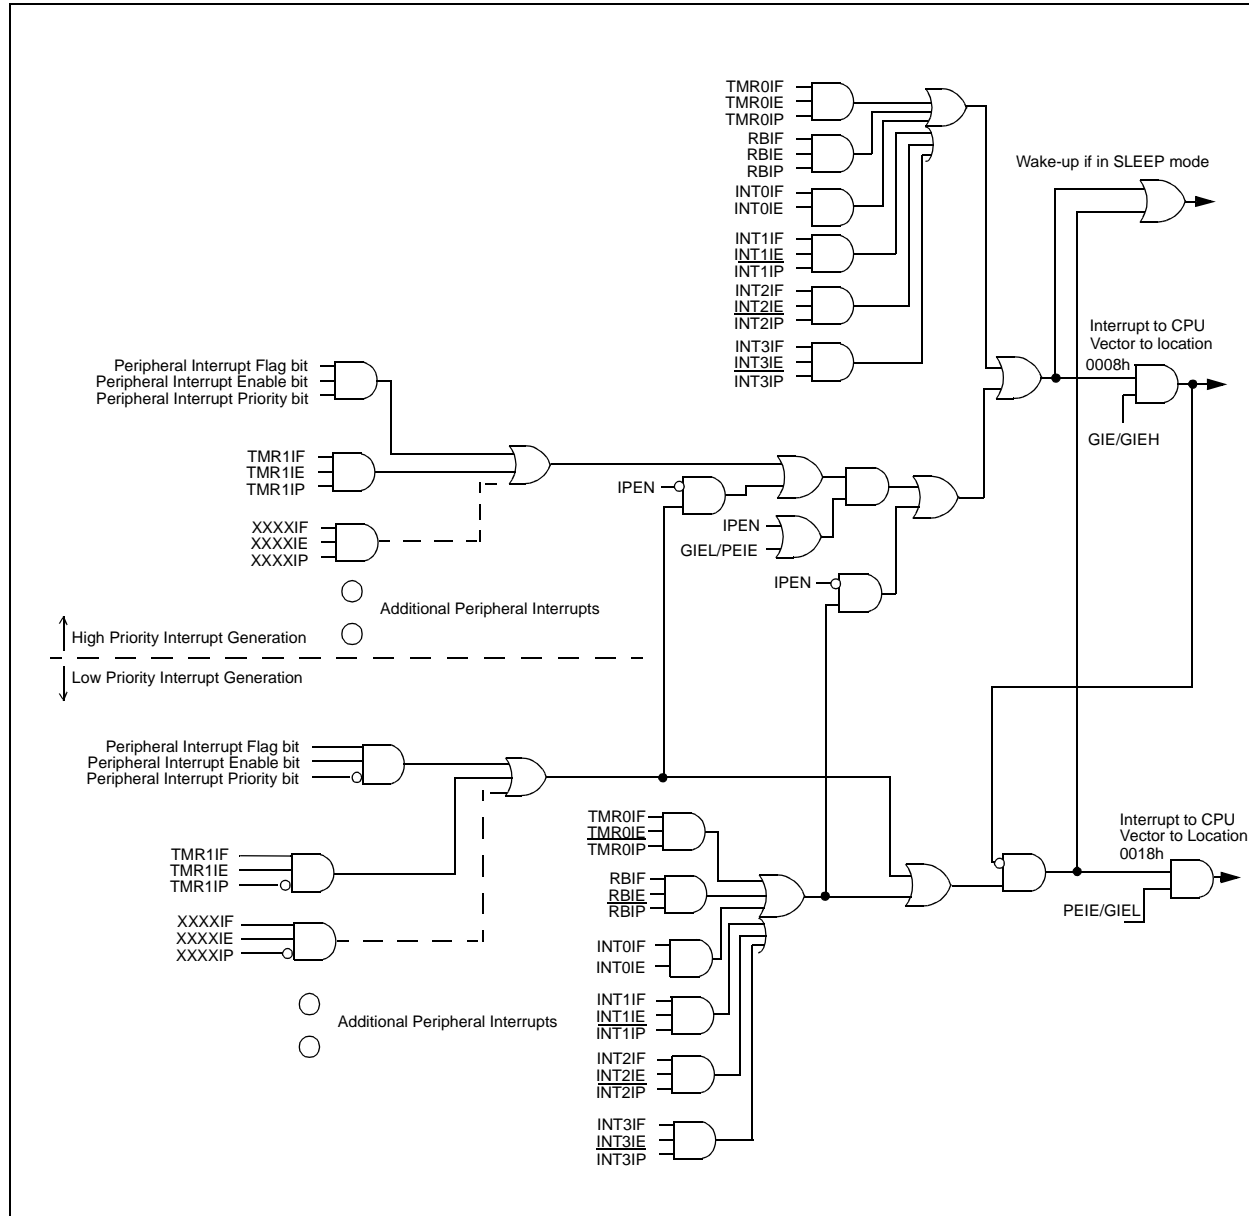 TMR0IF
TMR0IE
TMR0IP
RBIF
RBIE
RBIP
INT0IF
INT0IE
INT1IF
INT1IE
INT1IP
INT2IF
INT2IE
INT2IP
INT3IF
INT3IE
INT3IP
Wake-up if in SLEEP mode
Interrupt to CPU
Vector to location
0008h
GIE/GIEH
Peripheral Interrupt Flag bit
Peripheral Interrupt Enable bit
Peripheral Interrupt Priority bit
TMR1IF
TMR1IE
TMR1IP
XXXXIF
XXXXIE
XXXXIP
IPEN
IPEN
GIEL/PEIE
IPEN
Additional Peripheral Interrupts
High Priority Interrupt Generation
Low Priority Interrupt Generation
Peripheral Interrupt Flag bit
Peripheral Interrupt Enable bit
Peripheral Interrupt Priority bit
TMR1IF
TMR1IE
TMR1IP
XXXXIF
XXXXIE
XXXXIP
Additional Peripheral Interrupts
TMR0IF
TMR0IE
TMR0IP
RBIF
RBIE
RBIP
INT0IF
INT0IE
INT1IF
INT1IE
INT1IP
INT2IF
INT2IE
INT2IP
INT3IF
INT3IE
INT3IP
Interrupt to CPU
Vector to Location
0018h
PEIE/GIEL